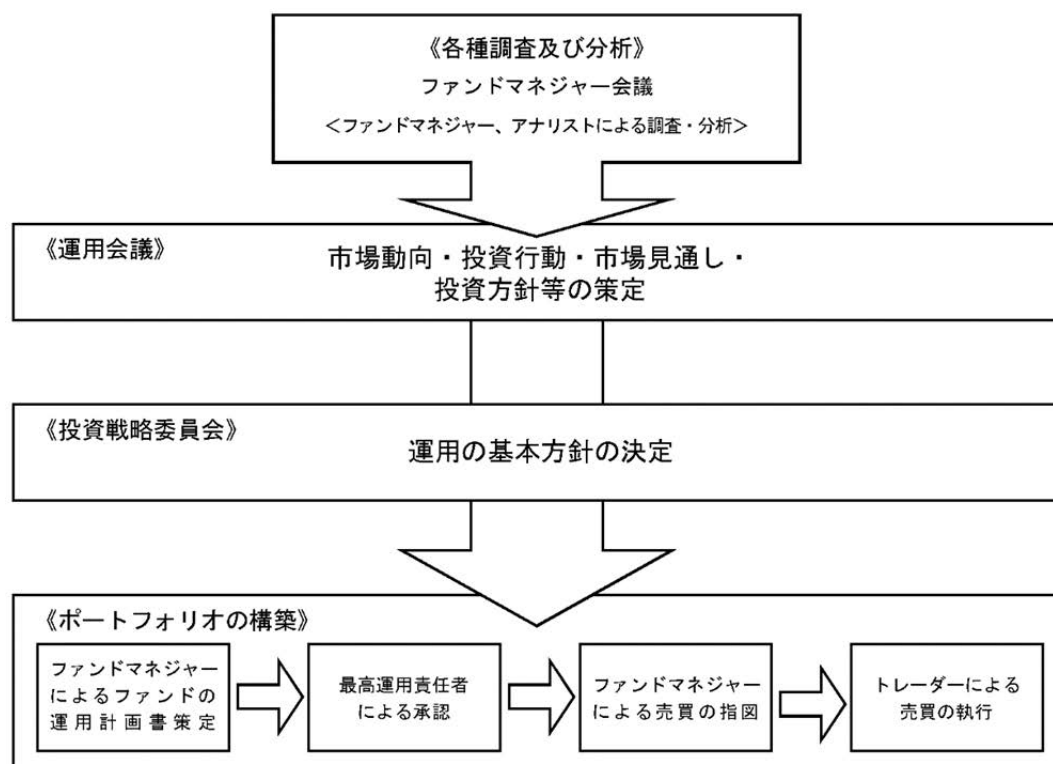 《各種調査及び分析》
ファンドマネジャー会議
＜ファンドマネジャー、アナリストによる調査・分析＞
《運用会議》
市場動向・投資行動・市場見通し・
投資方針等の策定
《投資戦略委員会》
運用の基本方針の決定
《ポートフォリオの構築》
ファンドマネジャー
によるファンドの
運用計画書策定
最高運用責任者
による承認
ファンドマネジャー
による売買の指図
トレーダーによる
売買の執行